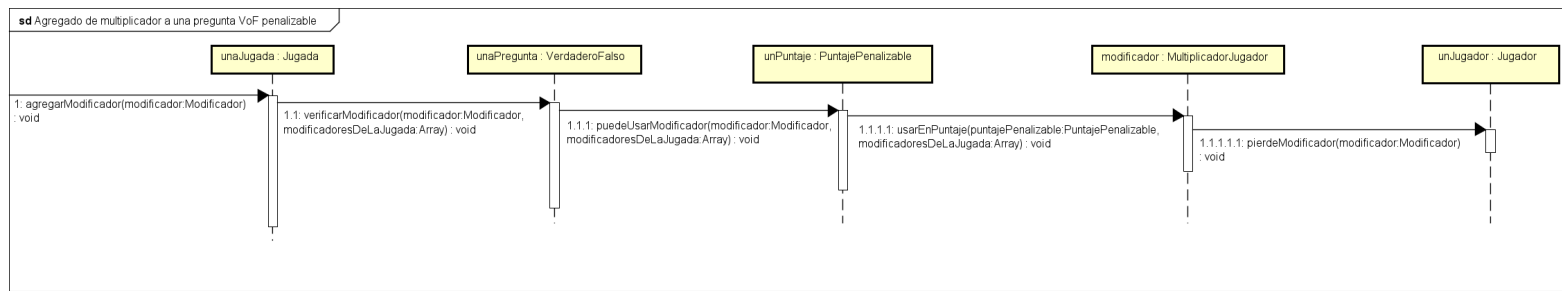 sd Agregado de multiplicador a una pregunta VoF penalizable
unaJugada : Jugada
unaPregunta : VerdaderoFalso
unPuntaje : PuntajePenalizable
modificador : MultiplicadorJugador
unJugador : Jugador
1: agregarModificador(modificador:Modificador)
: void
1.1: verificarModificador(modificador:Modificador,
modificadoresDeLaJugada:Array) : void
1.1.1: puedeUsarModificador(modificador:Modificador,
modificadoresDeLaJugada:Array) : void
1.1.1.1: usarEnPuntaje(puntajePenalizable:PuntajePenalizable,
modificadoresDeLaJugada:Array) : void
1.1.1.1.1: pierdeModificador(modificador:Modificador)
: void